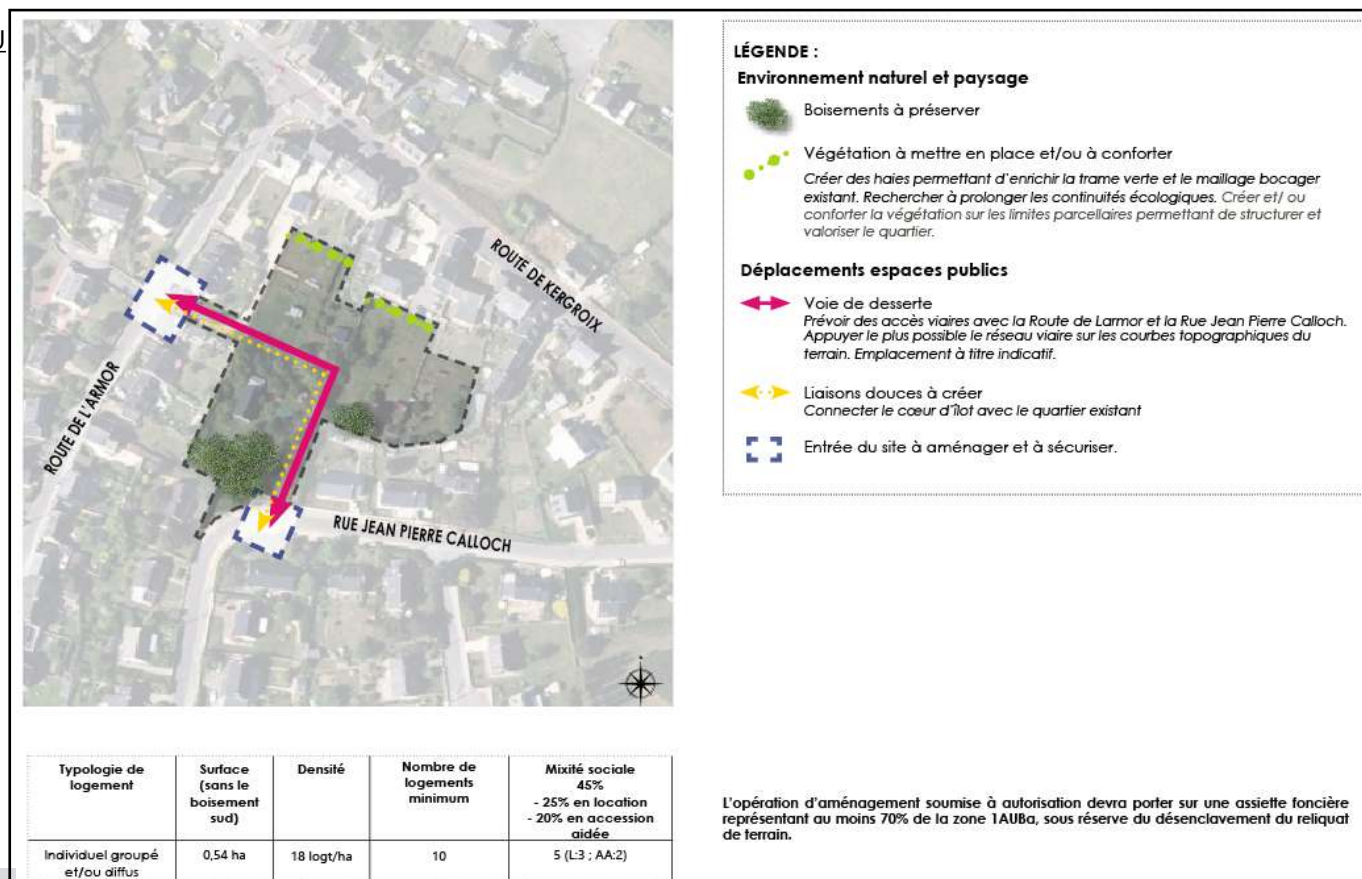 U
ROUTE DE KERGROIX
ROUTE DE L'ARMOR
RUE JEAN PIERRE CALLOCH
LÉGENDE :
Environnement naturel et paysage
Boisements à préserver
Végétation à mettre en place et/ou à conforter
Créer des haies permettant d'enrichir la trame verte et le maillage bocager
existant. Rechercher à prolonger les continuités écologiques. Créer et/ ou
conforter la végétation sur les limites parcellaires permettant de structurer et
valoriser le quartier.
Déplacements espaces publics
Voie de desserte
Prévoir des accès viaires avec la Route de Larmor et la Rue Jean Pierre Calloch.
Appuyer le plus possible le réseau viaire sur les courbes topographiques du
terrain. Emplacement à titre indicatif.
Liaisons douces à créer
Connecter le cœur d'îlot avec le quartier existant
Entrée du site à aménager et à sécuriser.
Typologie de
logement
Surface
(sans le
boisement
sud)
Densité
Nombre de
logements
minimum
Mixité sociale
45%
- 25% en location
- 20% en accession
aidée
Individuel groupé
et/ou diffus
0,54 ha
18 logt/ha
10
5 (L:3 ; AA:2)
L'opération d'aménagement soumise à autorisation devra porter sur une assiette foncière
représentant au moins 70% de la zone 1AUBa, sous réserve du désenclavement du reliquat
de terrain.